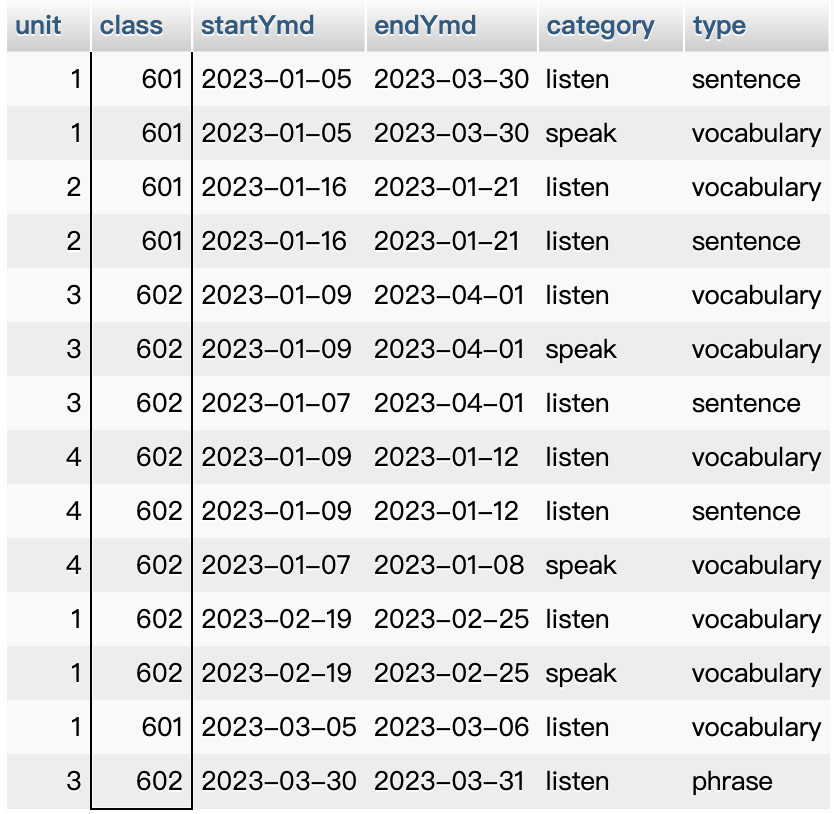 unit class startYmd endYmd category type
1 601 2023-01-05 2023-03-30 listen sentence
1 601 2023-01-05 2023-03-30 speak vocabulary
2 601 2023-01-16 2023-01-21 listen vocabulary
2 601 2023-01-16 2023-01-21 listen sentence
3 602 2023-01-09 2023-04-01 listen vocabulary
3 602 2023-01-09 2023-04-01 speak vocabulary
3 602 2023-01-07 2023-04-01 listen sentence
4 602 2023-01-09 2023-01-12 listen vocabulary
4 602 2023-01-09 2023-01-12 listen sentence
4 602 2023-01-07 2023-01-08 speak vocabulary
1 602 2023-02-19 2023-02-25 listen vocabulary
1 602 2023-02-19 2023-02-25 speak vocabulary
1 601 2023-03-05 2023-03-06 listen vocabulary
3 602 2023-03-30 2023-03-31 listen phrase